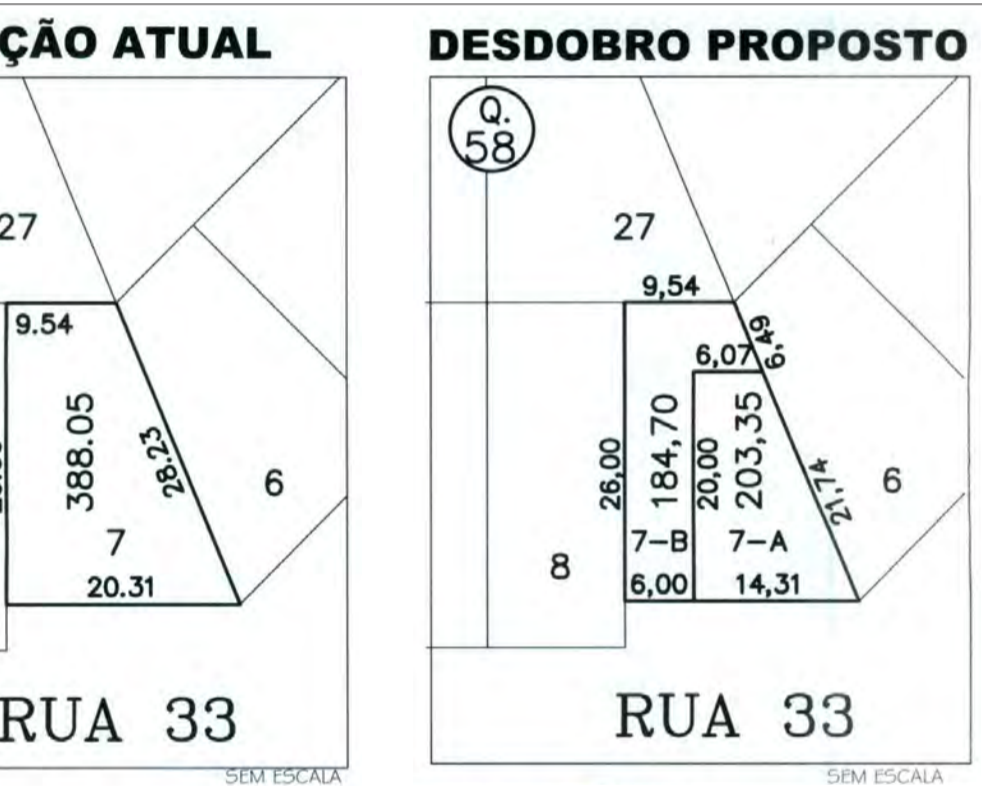 ÇÃO ATUAL
27
9.54
388.05
28.23
6
7
20.31
RUA 33
SEM ESCALA
DESDOBRO PROPOSTO
Q.
58
27
9,54
6,49
6,07
26,00
184,70
20,00
203,35
21,74
6
8
7-B
7-A
6,00
14,31
RUA 33
SEM ESCALA